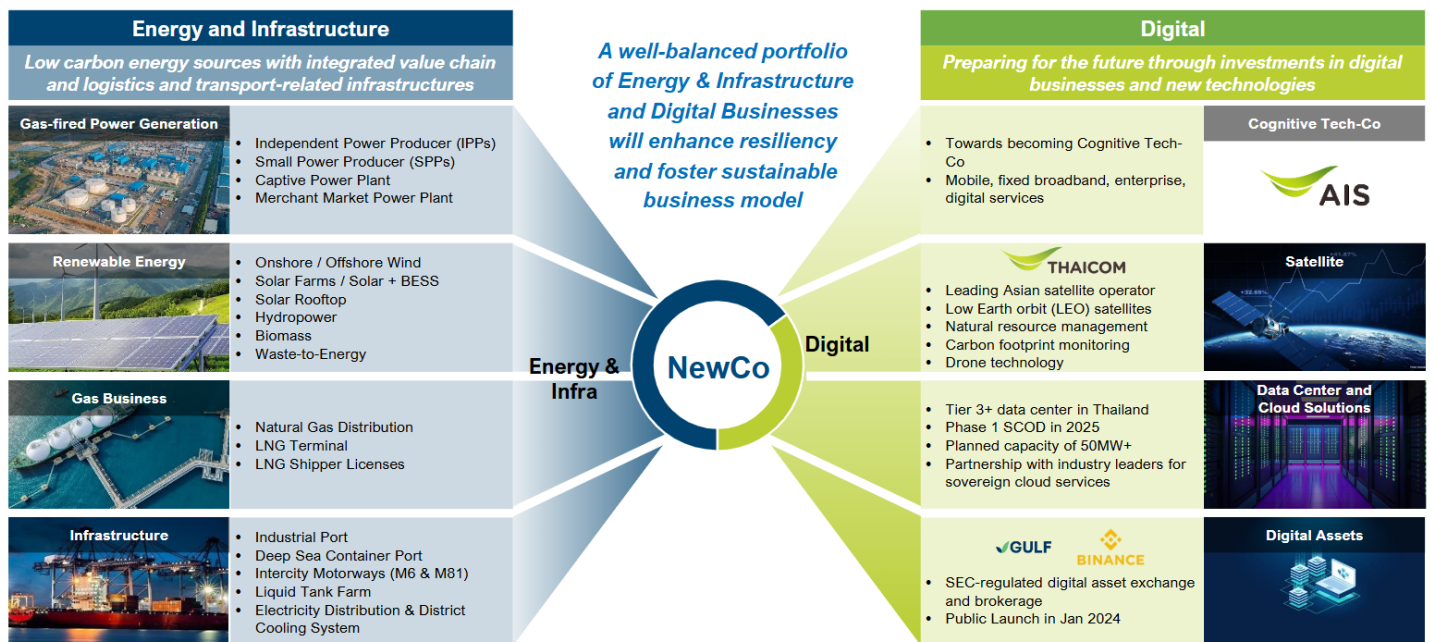 Energy and Infrastructure
Low carbon energy sources with integrated value chain
and logistics and transport-related infrastructures
Gas-fired Power Generation
• Independent Power Producer (IPPs)
• Small Power Producer (SPPs)
• Captive Power Plant
• Merchant Market Power Plant
Renewable Energy
• Onshore / Offshore Wind
• Solar Farms / Solar + BESS
• Solar Rooftop
• Hydropower
• Biomass
• Waste-to-Energy
Gas Business
• Natural Gas Distribution
• LNG Terminal
• LNG Shipper Licenses
Infrastructure
• Industrial Port
• Deep Sea Container Port
• Intercity Motorways (M6 & M81)
• Liquid Tank Farm
• Electricity Distribution & District
Cooling System
A well-balanced portfolio
of Energy & Infrastructure
and Digital Businesses
will enhance resiliency
and foster sustainable
business model
Energy &
Infra
NewCo
Digital
Digital
Preparing for the future through investments in digital
businesses and new technologies
• Towards becoming Cognitive Tech-
Co
• Mobile, fixed broadband, enterprise,
digital services
Cognitive Tech-Co
AIS
THAICOM
• Leading Asian satellite operator
• Low Earth orbit (LEO) satellites
• Natural resource management
• Carbon footprint monitoring
• Drone technology
Satellite
• Tier 3+ data center in Thailand
• Phase 1 SCOD in 2025
• Planned capacity of 50MW+
• Partnership with industry leaders for
sovereign cloud services
Data Center and
Cloud Solutions
GULF
BINANCE
• SEC-regulated digital asset exchange
and brokerage
• Public Launch in Jan 2024
Digital Assets